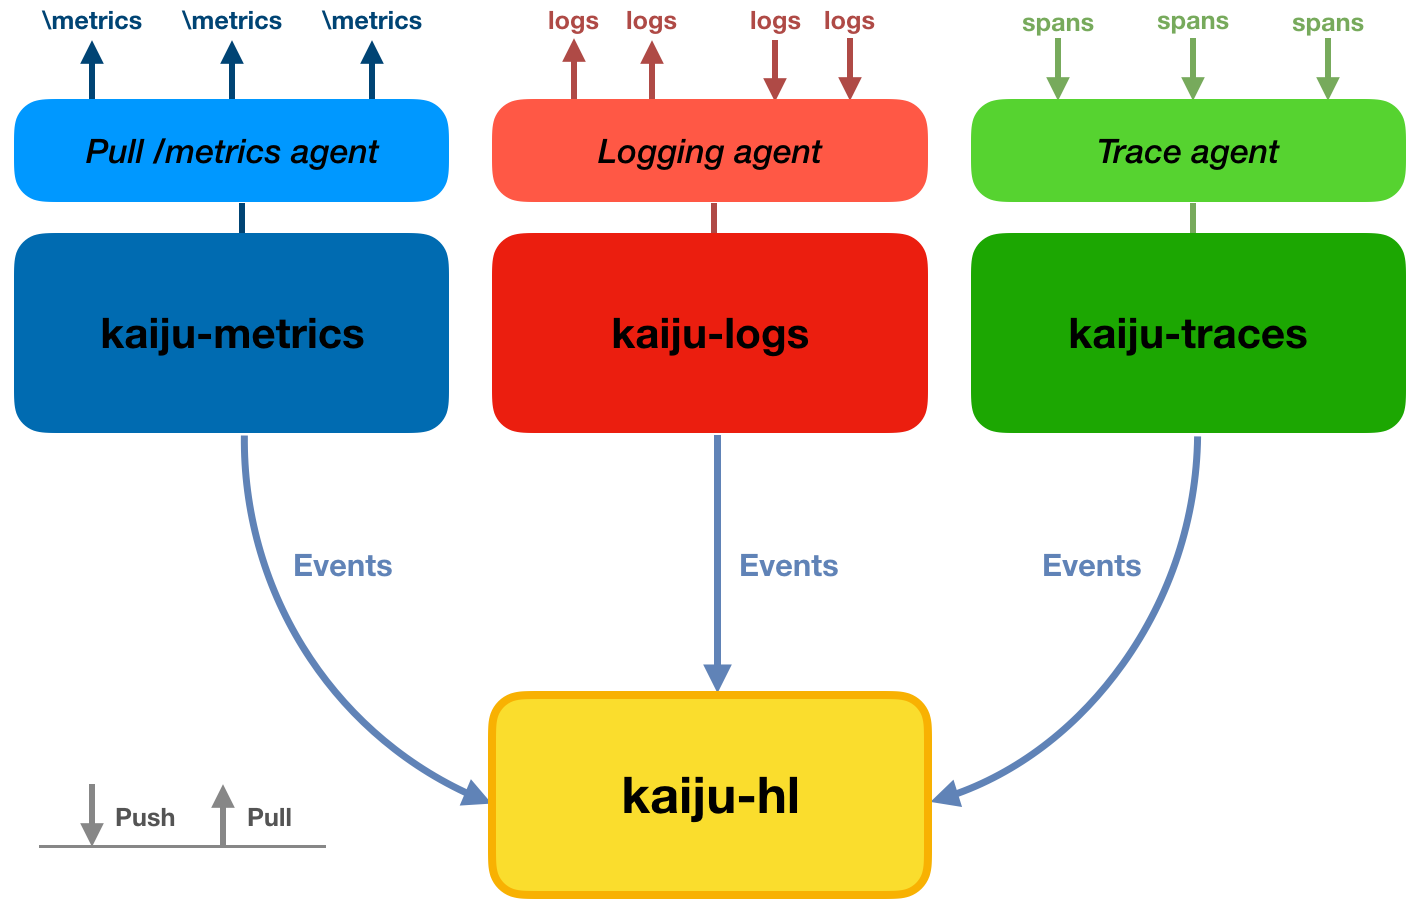 \metrics \metrics \metrics logs logs logs logs spans spans spans
Pull /metrics agent
Logging agent
Trace agent
kaiju-metrics
kaiju-logs
kaiju-traces
Events
Events
Events
kaiju-hl
Push
Pull